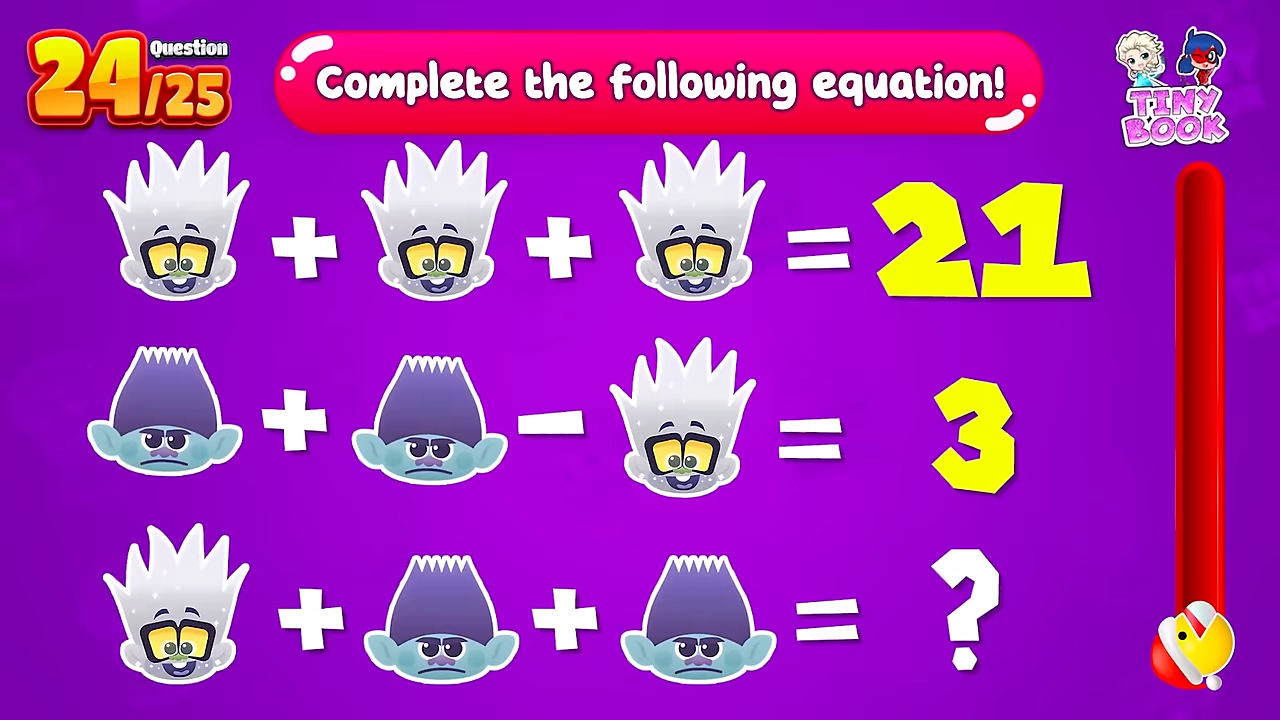 24/25 Question
Complete the following equation!
TINY
BOOK
+ + = 21
+ - = 3
+ + = ?